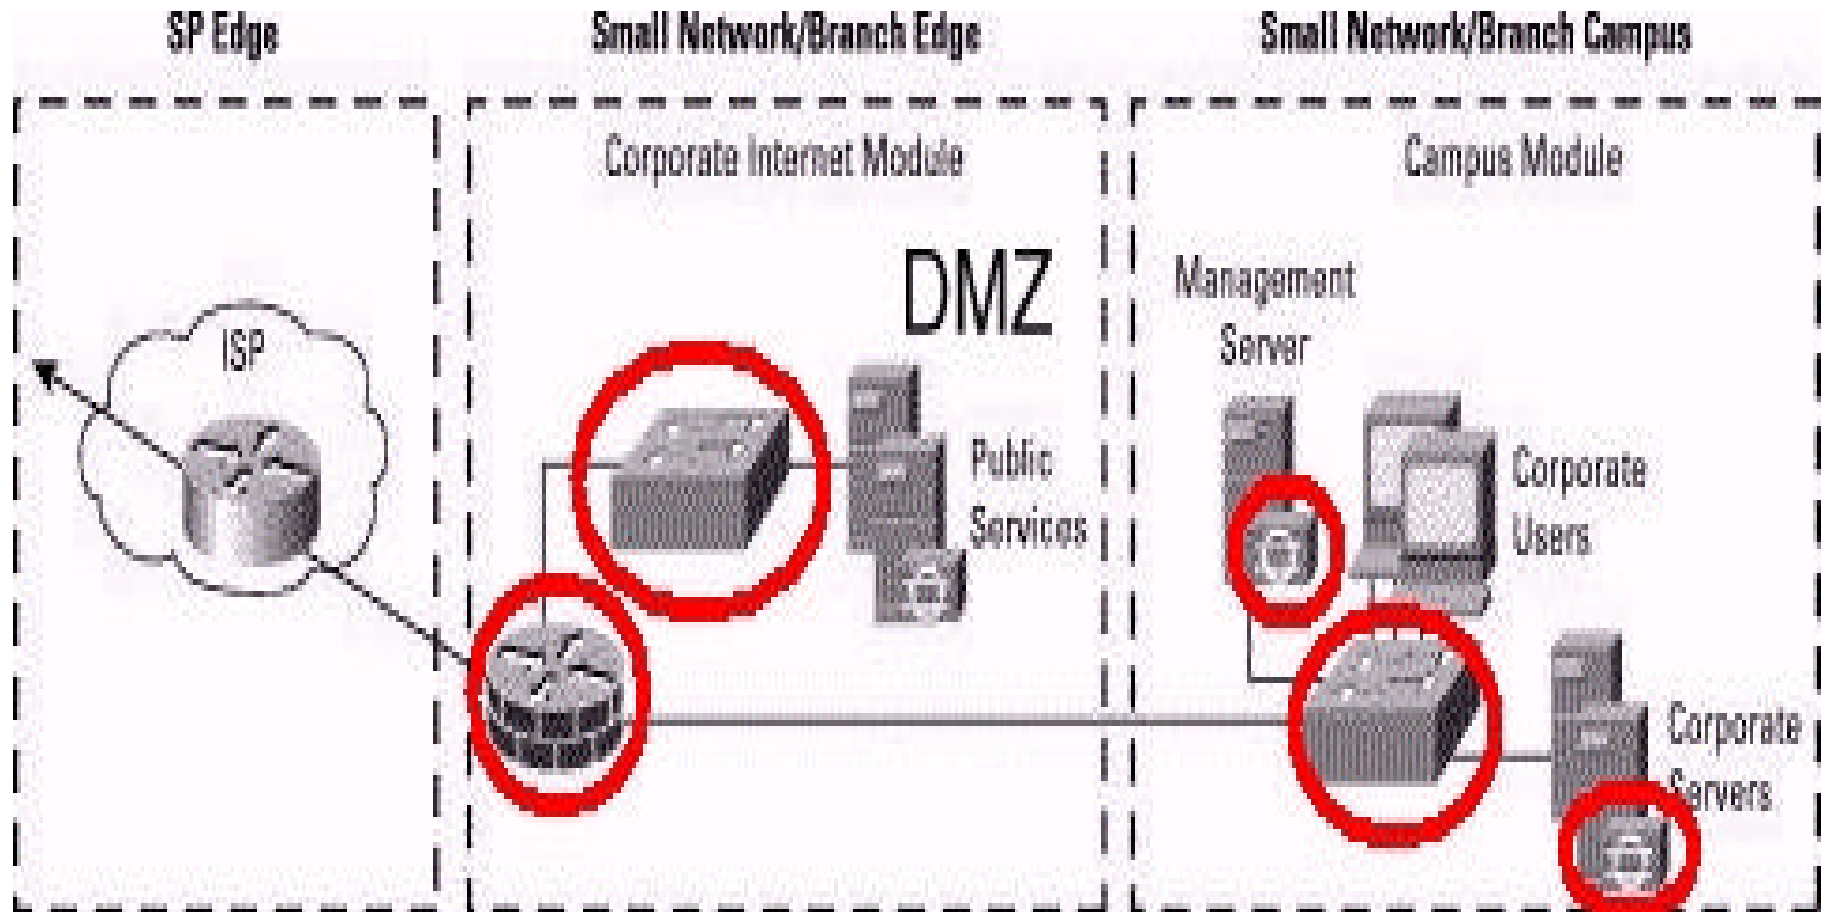 SP Edge
Small Network/Branch Edge
Small Network/Branch Campus
Corporate Internet Module
Campus Module
DMZ
Management
Server
ISP
Public
Services
Corporate
Users
Corporate
Servers